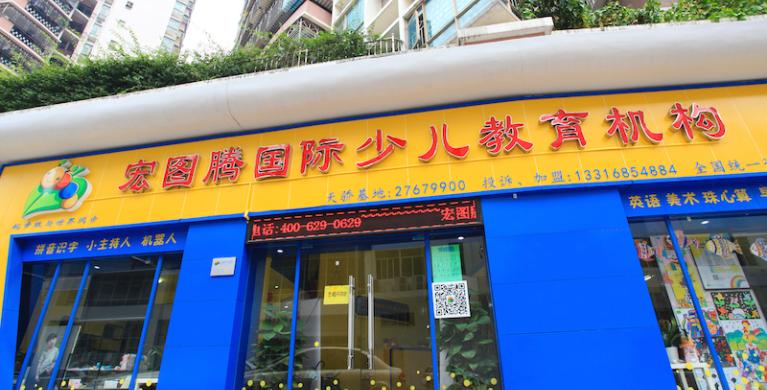 宏图腾国际少儿教育机构
天骄基地:27679900 投诉、加盟:13316854884 全国统一
电话:400-629-0629 宏图
拼音识字 小主持人 机器人
英语 美术 珠心算